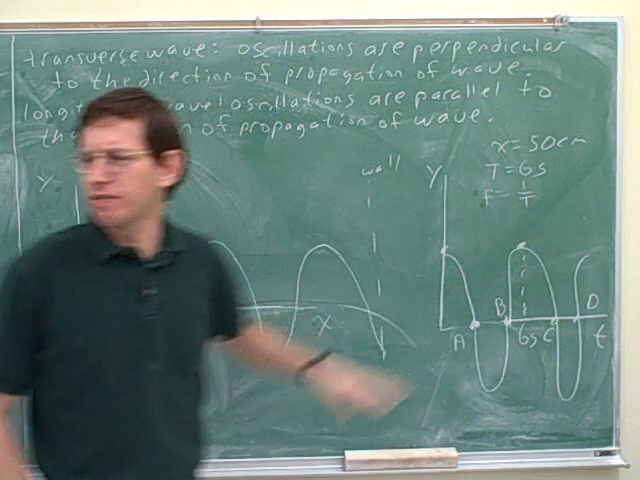 transverse wave: oscillations are perpendicular
to the direction of propagation of wave.
longit wave oscillations are parallel to
the n of propagation of wave.
x=50cm
T=6s
F=1/T
wall
y
y
x
A
B
6s
C
D
t